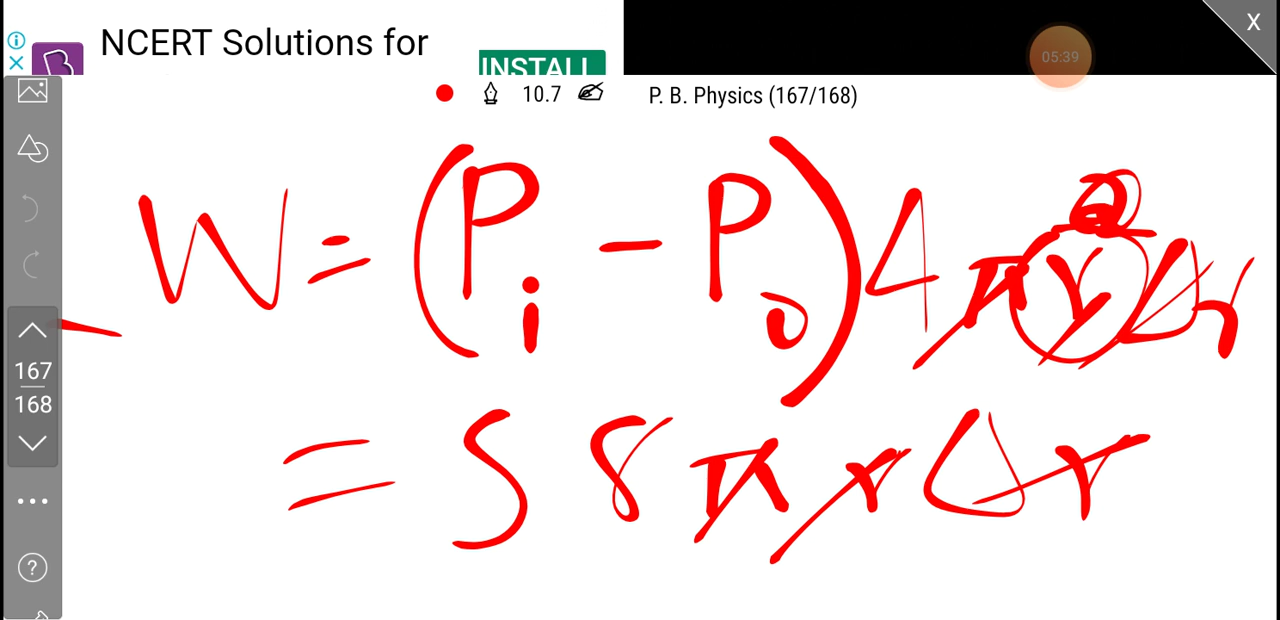 NCERT Solutions for
INSTALL
X
05:39
10.7
P. B. Physics (167/168)
W = (Pi - Po) 4πr²Δr
167
168
= S 8πrΔr
?